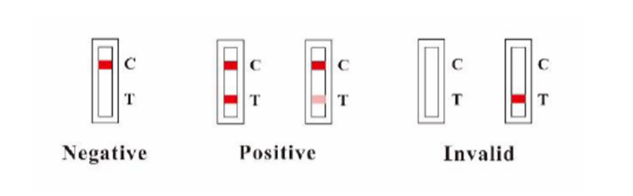 C C C C C
T T T T T
Negative Positive Invalid